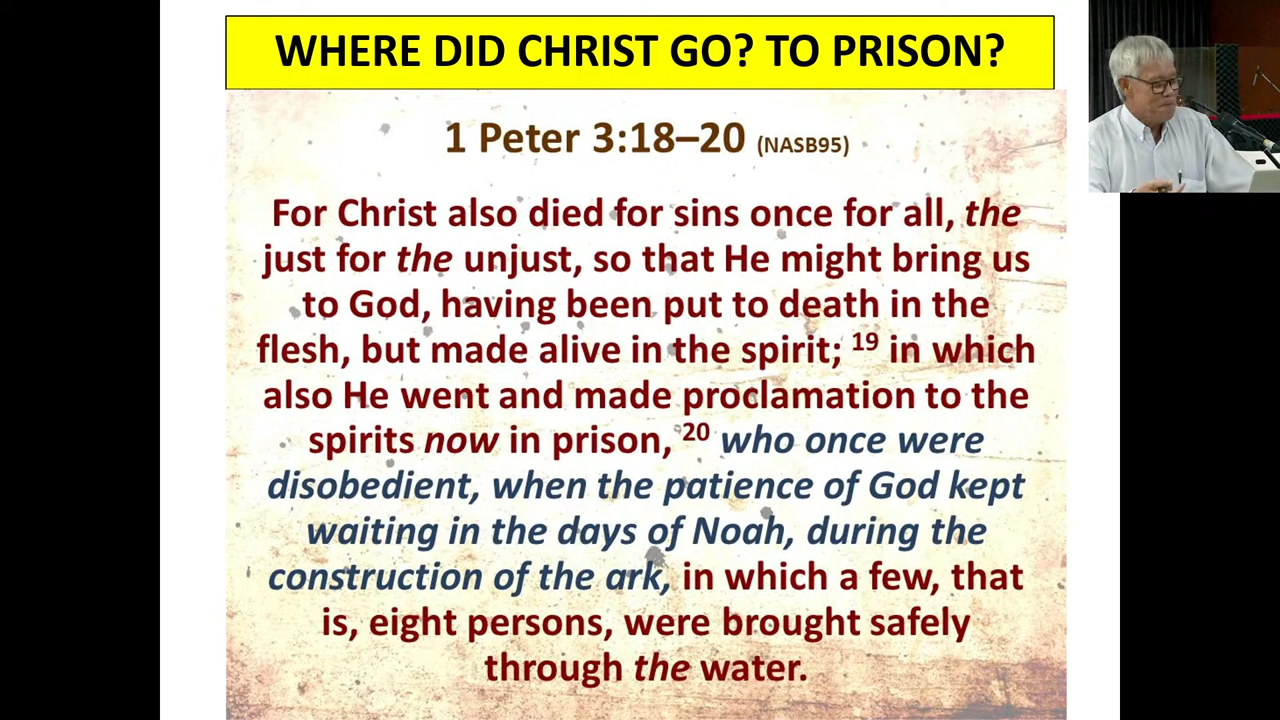 WHERE DID CHRIST GO? TO PRISON?
1 Peter 3:18–20 (NASB95)
For Christ also died for sins once for all, the
just for the unjust, so that He might bring us
to God, having been put to death in the
flesh, but made alive in the spirit; 19 in which
also He went and made proclamation to the
spirits now in prison, 20 who once were
disobedient, when the patience of God kept
waiting in the days of Noah, during the
construction of the ark, in which a few, that
is, eight persons, were brought safely
through the water.